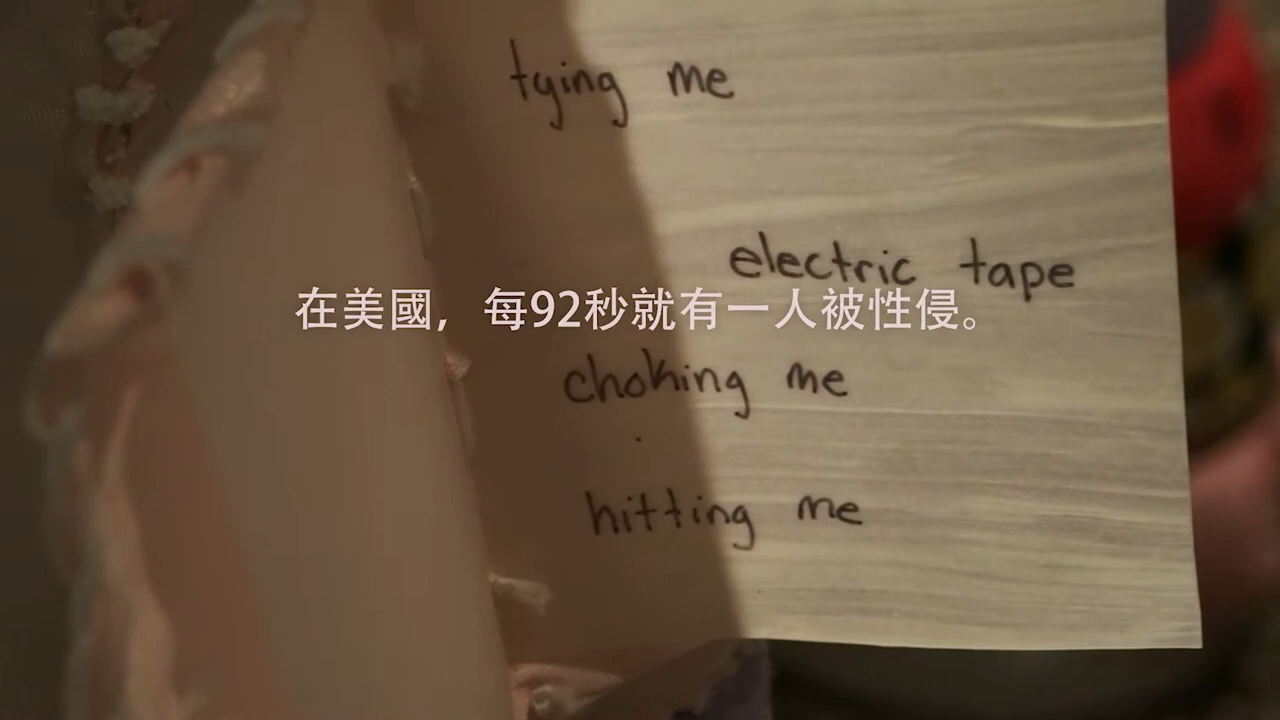 tying me
electric tape
在美國，每92秒就有一人被性侵。
choking me
hitting me